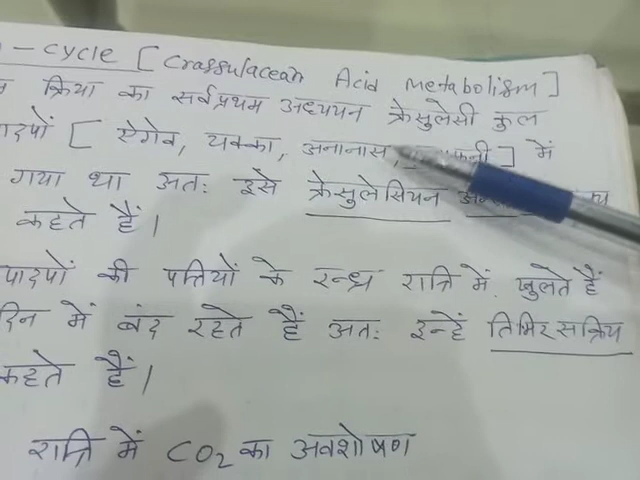 - cycle [Crassulacean Acid Metabolism]
क्रिया का सर्वप्रथम अध्ययन क्रेसुलेसी कुल
पादपों [ ऐगेव, यक्का, अनानास, ] में
गया था अतः इसे क्रेसुलेसियन
कहते हैं।
पादपों की पत्तियों के रन्ध्र रात्रि में खुलते हैं
दिन में बंद रहते हैं अतः इन्हें तिमिरसक्रिय
कहते हैं।
रात्रि में CO2 का अवशोषण